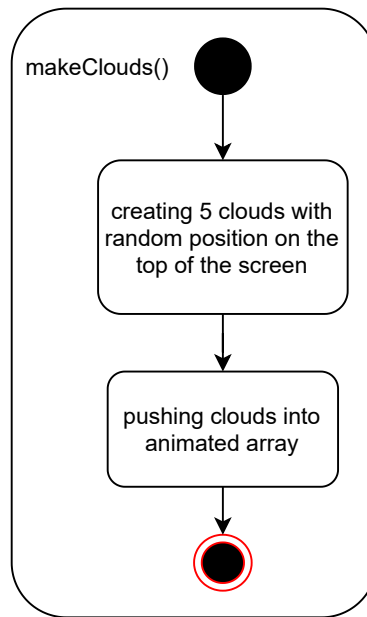 makeClouds()
creating 5 clouds with
random position on the
top of the screen
pushing clouds into
animated array